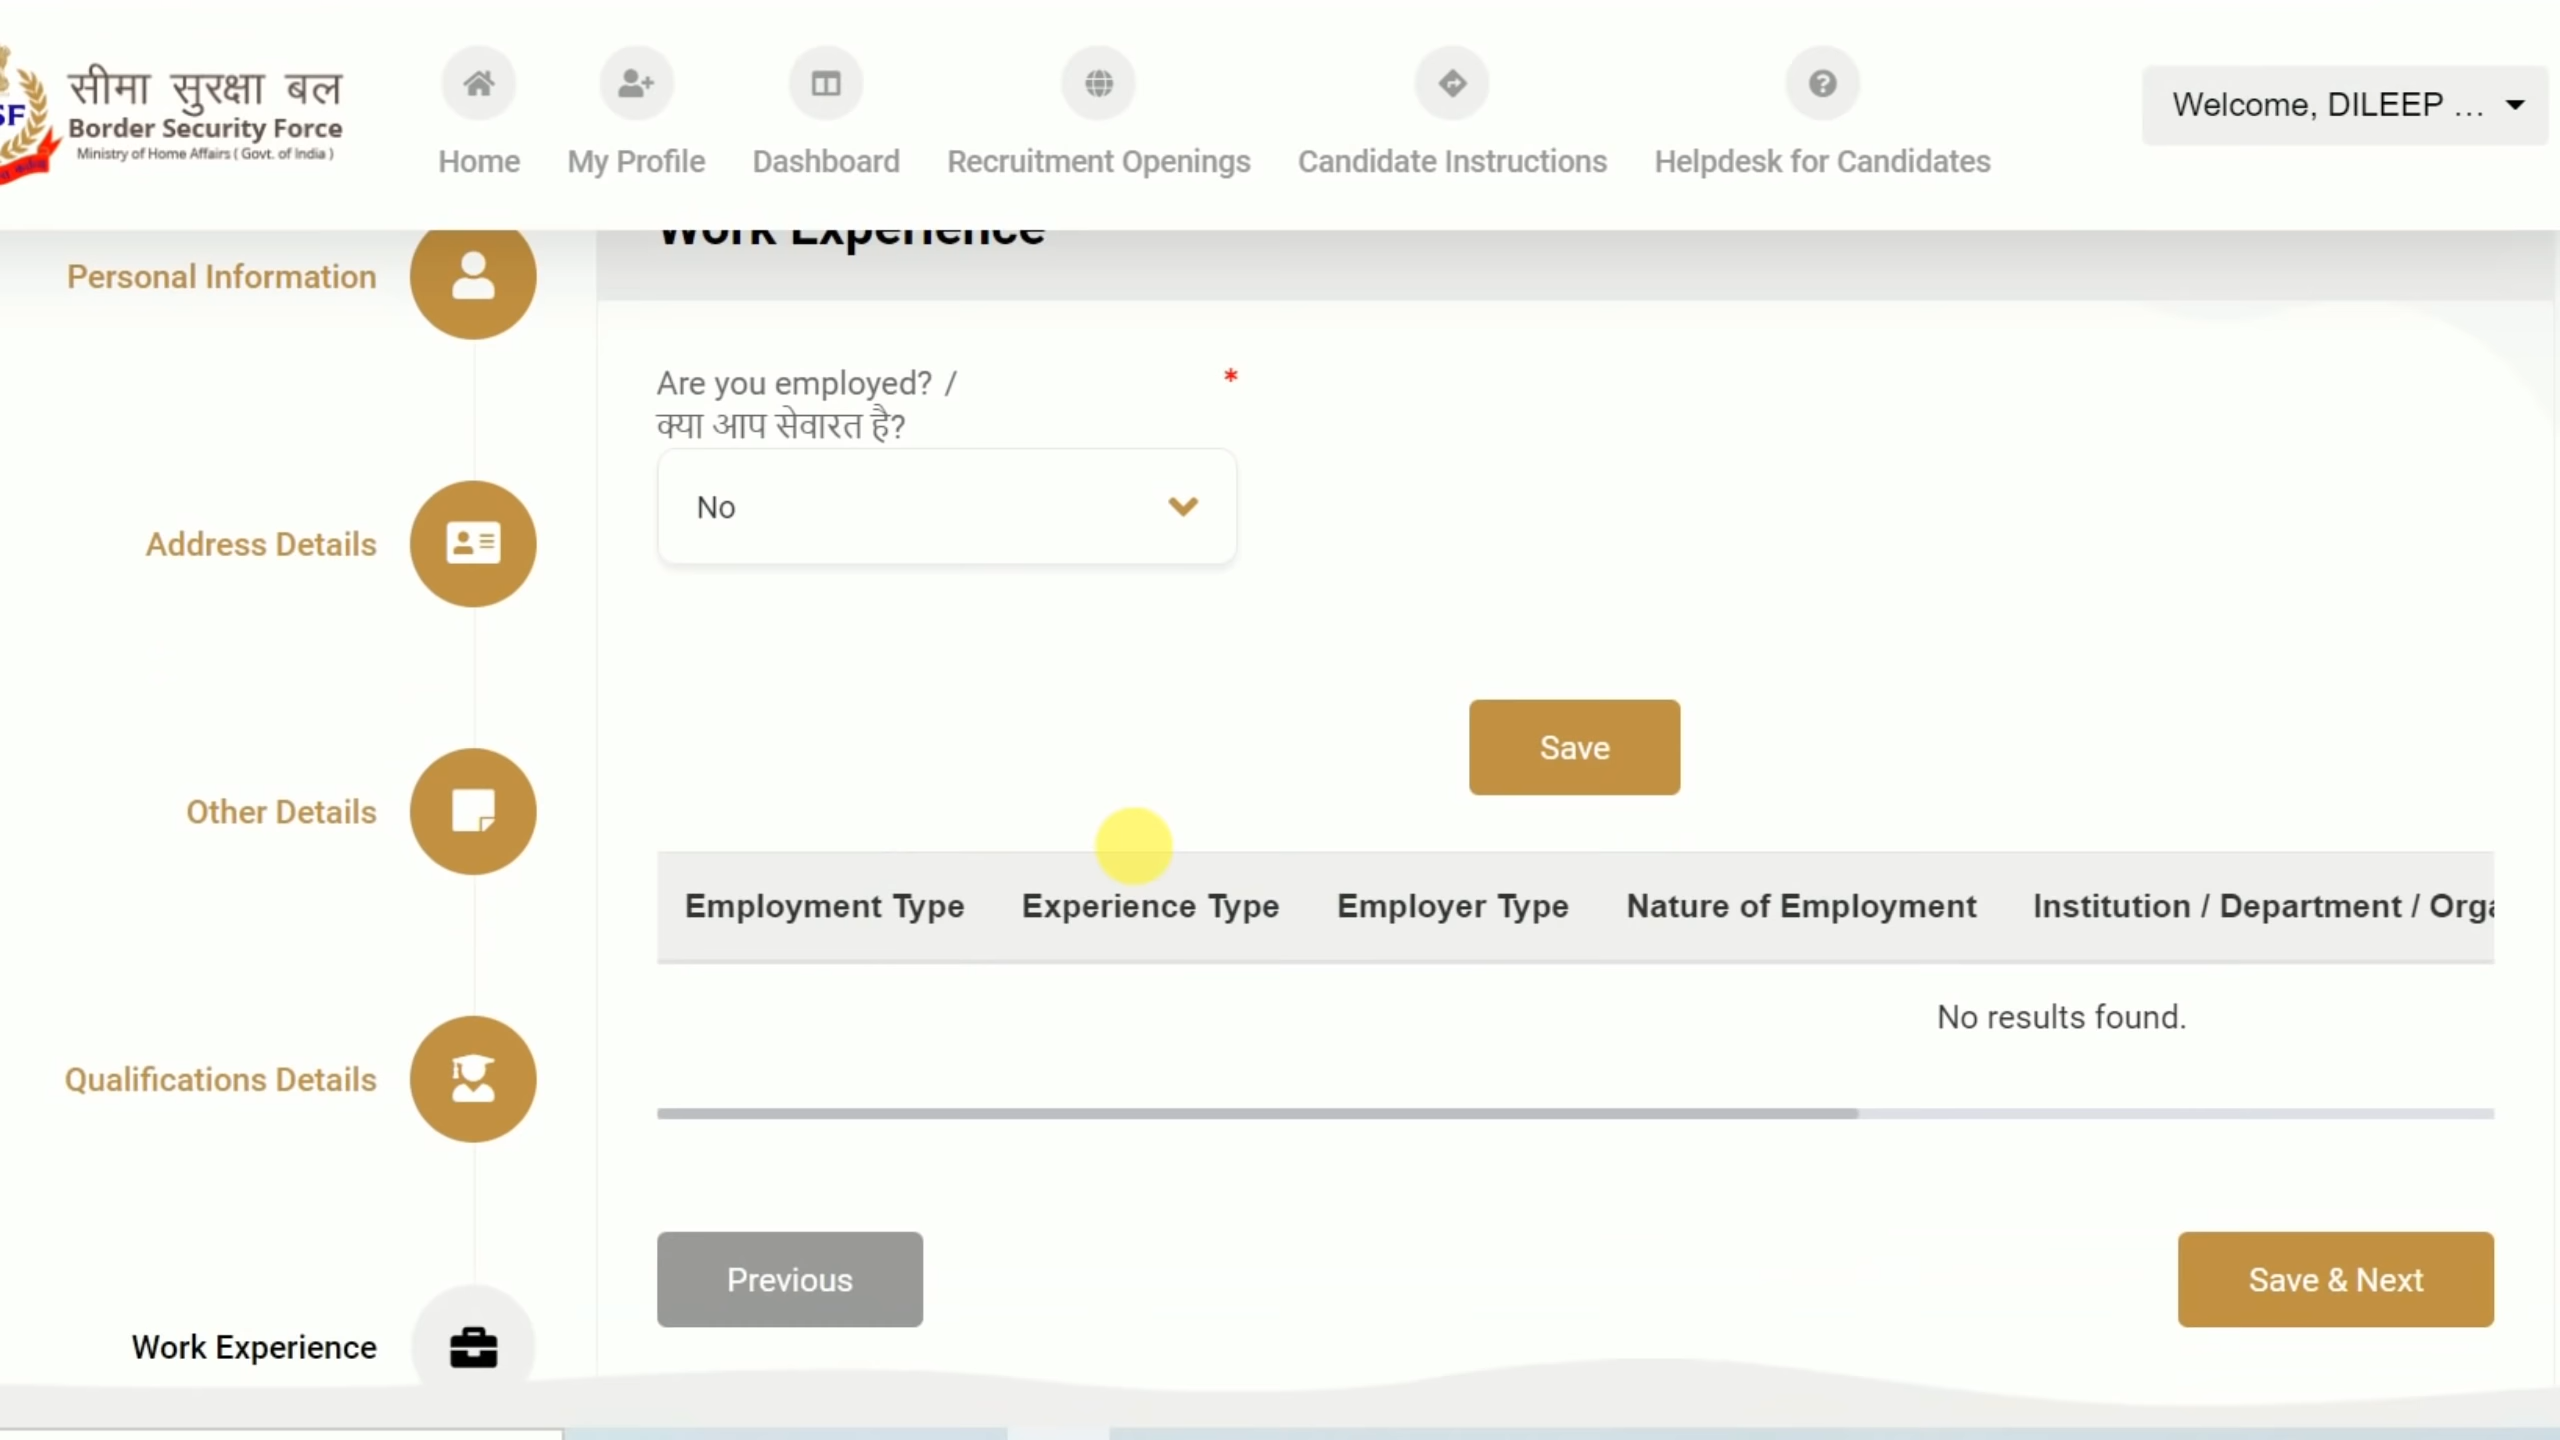 SF
सीमा सुरक्षा बल
Border Security Force
Ministry of Home Affairs ( Govt. of India )
Home
My Profile
Dashboard
Recruitment Openings
Candidate Instructions
Helpdesk for Candidates
Welcome, DILEEP ...
Work Experience
Personal Information
Address Details
Other Details
Qualifications Details
Work Experience
Are you employed? / *
क्या आप सेवारत है?
No
Save
Employment Type Experience Type Employer Type Nature of Employment Institution / Department / Orga
No results found.
Previous
Save & Next